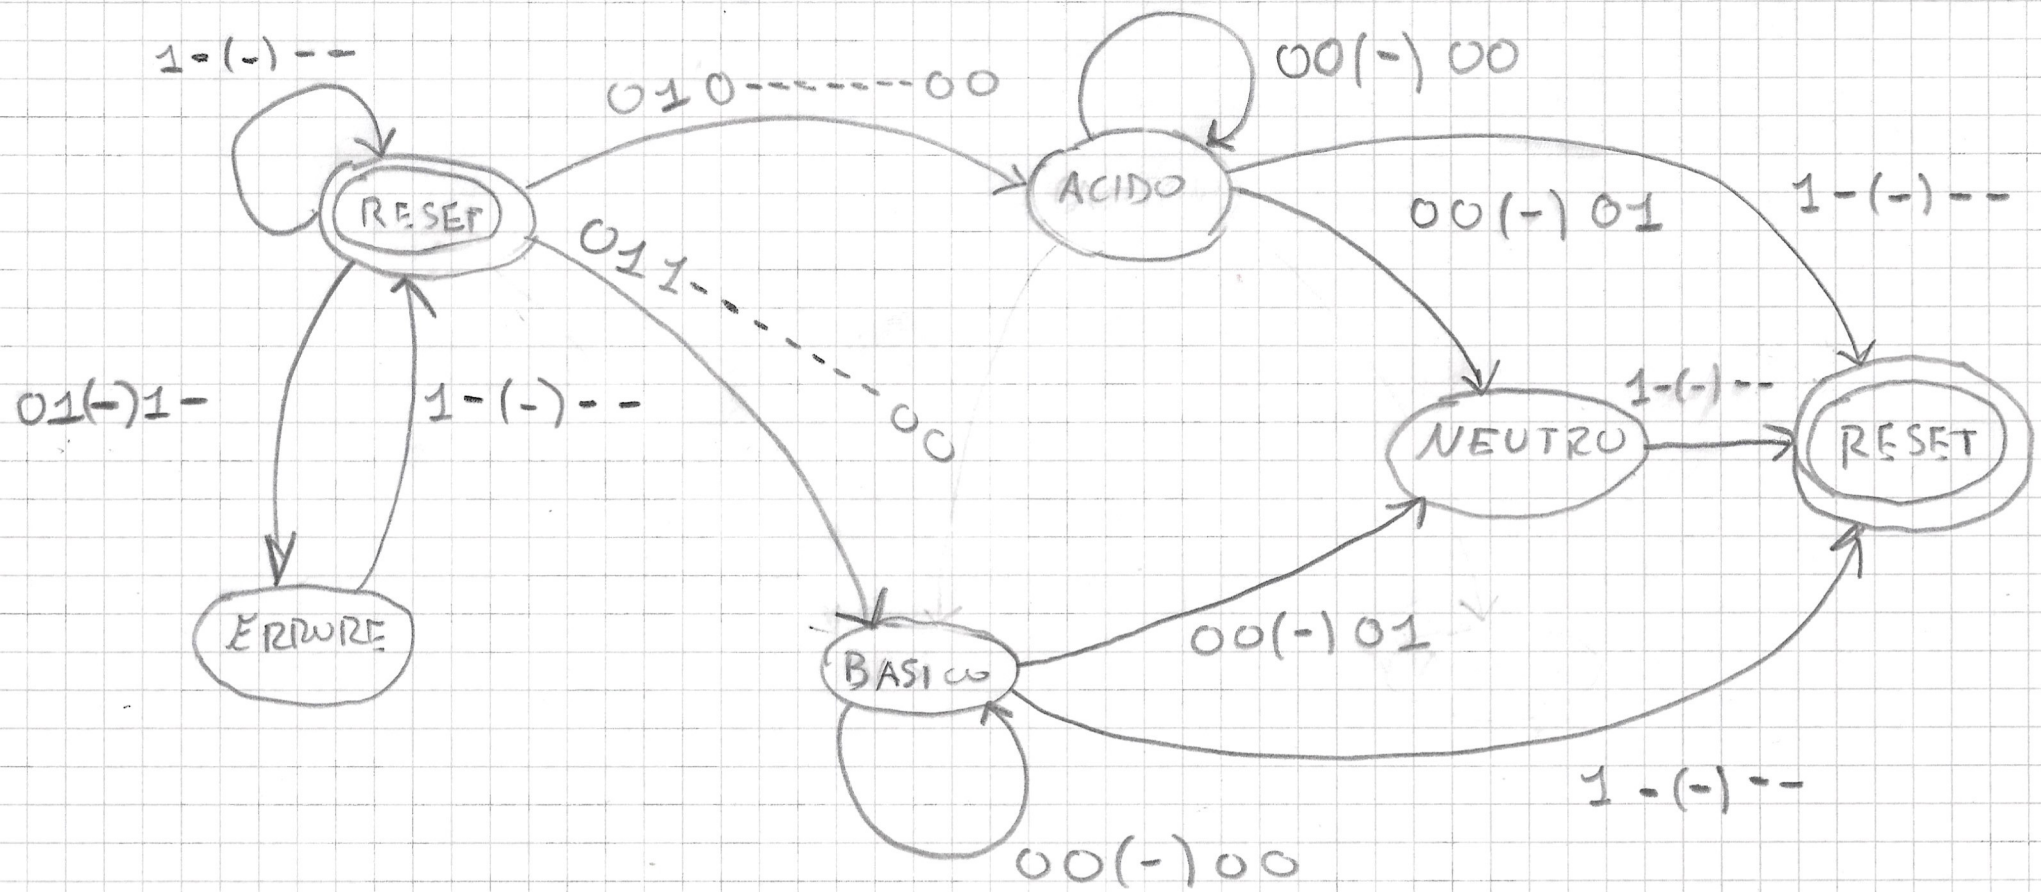 1-(-)--
010-------00
00(-)00
RESET
ACIDO
00(-)01
1-(-)--
011-------00
01(-)1-
1-(-)--
1-(-)--
NEUTRO
RESET
ERRORE
BASICO
00(-)01
1-(-)--
00(-)00